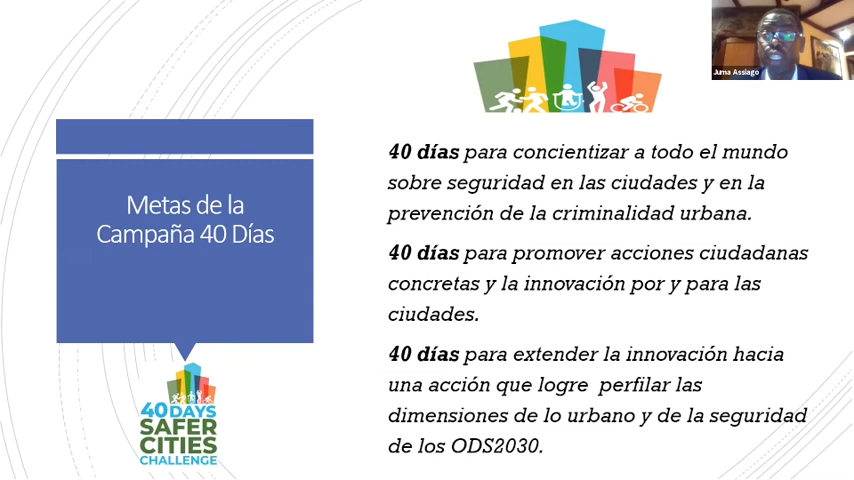 Juma Assiago
Metas de la
Campaña 40 Días
40 días para concientizar a todo el mundo
sobre seguridad en las ciudades y en la
prevención de la criminalidad urbana.
40 días para promover acciones ciudadanas
concretas y la innovación por y para las
ciudades.
40 días para extender la innovación hacia
una acción que logre perfilar las
dimensiones de lo urbano y de la seguridad
de los ODS2030.
40DAYS
SAFER
CITIES
CHALLENGE